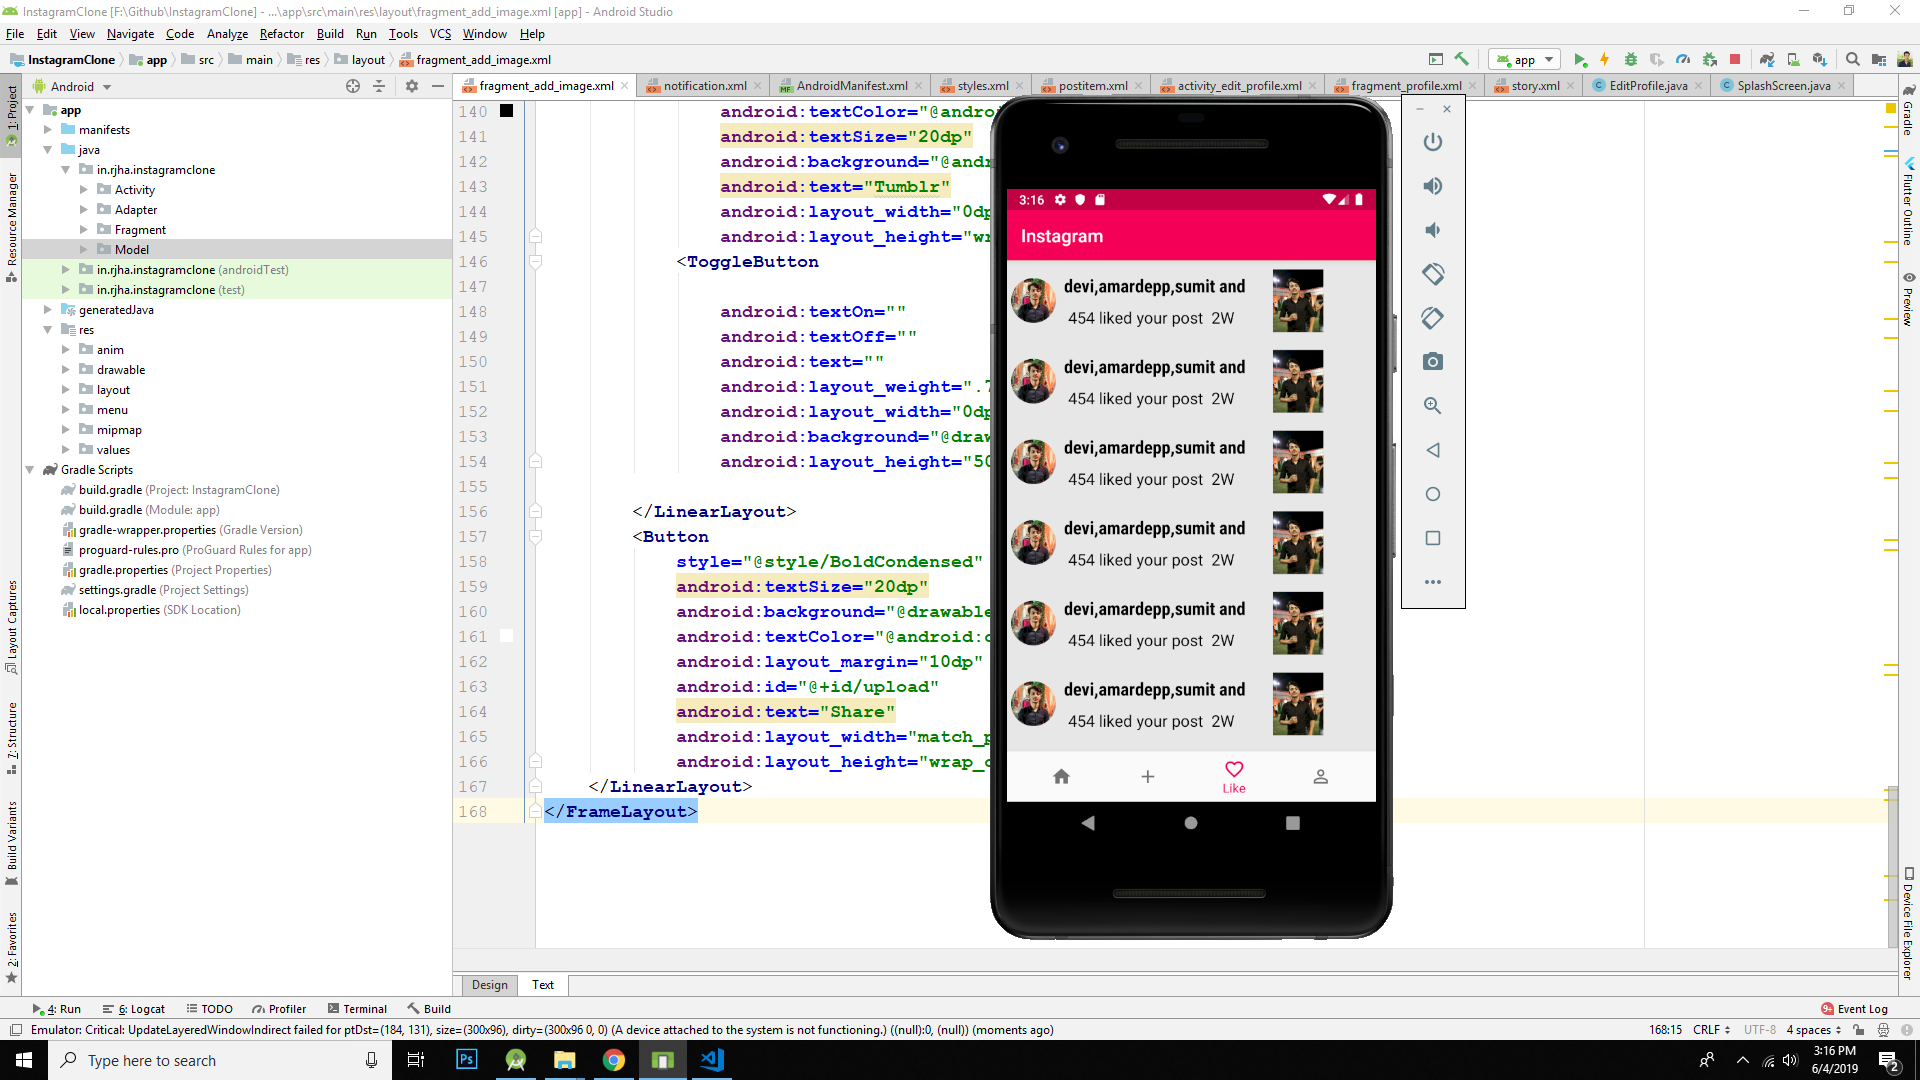 InstagramClone [F:\Github\InstagramClone] - ...\app\src\main\res\layout\fragment_add_image.xml [app] - Android Studio
File Edit View Navigate Code Analyze Refactor Build Run Tools VCS Window Help
InstagramClone app src main res layout fragment_add_image.xml
app
Android
fragment_add_image.xml notification.xml AndroidManifest.xml styles.xml postitem.xml activity_edit_profile.xml fragment_profile.xml story.xml EditProfile.java SplashScreen.java
1: Project
Resource Manager
Layout Captures
7: Structure
Build Variants
2: Favorites
app
manifests
java
in.rjha.instagramclone
Activity
Adapter
Fragment
Model
in.rjha.instagramclone (androidTest)
in.rjha.instagramclone (test)
generatedJava
res
anim
drawable
layout
menu
mipmap
values
Gradle Scripts
build.gradle (Project: InstagramClone)
build.gradle (Module: app)
gradle-wrapper.properties (Gradle Version)
proguard-rules.pro (ProGuard Rules for app)
gradle.properties (Project Properties)
settings.gradle (Project Settings)
local.properties (SDK Location)
140 android:textColor="@andro
141 android:textSize="20dp"
142 android:background="@andr
143 android:text="Tumblr"
144 android:layout_width="0dp
145 android:layout_height="wr
146 <ToggleButton
147
148 android:textOn=""
149 android:textOff=""
150 android:text=""
151 android:layout_weight=".7
152 android:layout_width="0dp
153 android:background="@draw
154 android:layout_height="50
155
156 </LinearLayout>
157 <Button
158 style="@style/BoldCondensed"
159 android:textSize="20dp"
160 android:background="@drawable
161 android:textColor="@android:c
162 android:layout_margin="10dp"
163 android:id="@+id/upload"
164 android:text="Share"
165 android:layout_width="match_p
166 android:layout_height="wrap_c
167 </LinearLayout>
168 </FrameLayout>
3:16
Instagram
devi,amardepp,sumit and
454 liked your post 2W
devi,amardepp,sumit and
454 liked your post 2W
devi,amardepp,sumit and
454 liked your post 2W
devi,amardepp,sumit and
454 liked your post 2W
devi,amardepp,sumit and
454 liked your post 2W
devi,amardepp,sumit and
454 liked your post 2W
Like
Gradle
Flutter Outline
Preview
Device File Explorer
Design Text
4: Run 6: Logcat TODO Profiler Terminal Build
9+ Event Log
Emulator: Critical: UpdateLayeredWindowIndirect failed for ptDst=(184, 131), size=(300x96), dirty=(300x96 0, 0) (A device attached to the system is not functioning.) ((null):0, (null)) (moments ago)
168:15 CRLF UTF-8 4 spaces
Type here to search
Ps
3:16 PM
6/4/2019
2